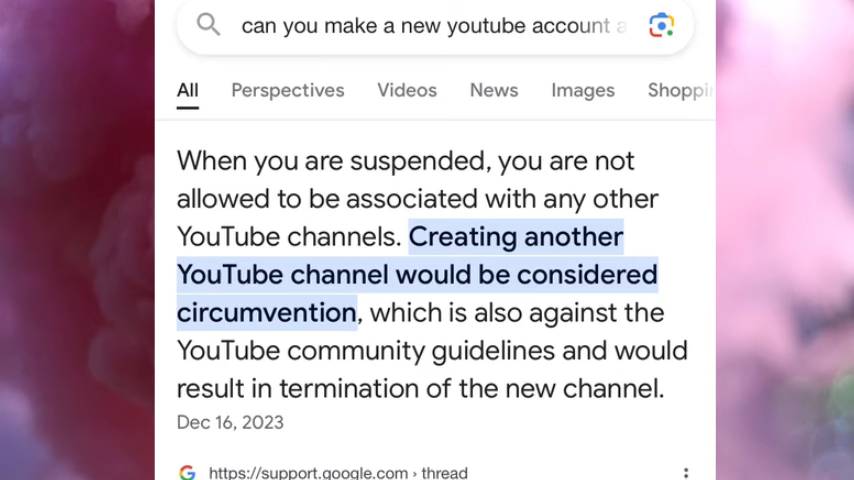 can you make a new youtube account a
All Perspectives Videos News Images Shoppi
When you are suspended, you are not
allowed to be associated with any other
YouTube channels. Creating another
YouTube channel would be considered
circumvention, which is also against the
YouTube community guidelines and would
result in termination of the new channel.
Dec 16, 2023
https://support.google.com › thread